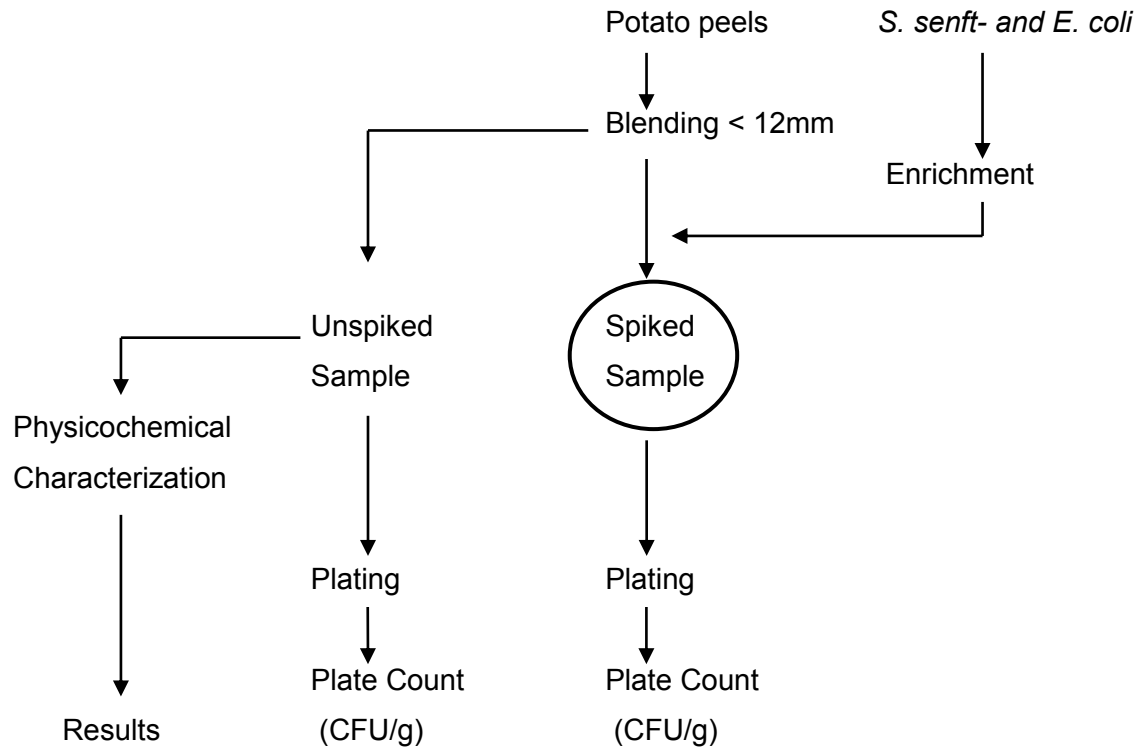 Potato peels
S. senft- and E. coli
Blending < 12mm
Enrichment
Unspiked
Sample
Spiked
Sample
Physicochemical
Characterization
Plating
Plating
Plate Count
(CFU/g)
Plate Count
(CFU/g)
Results